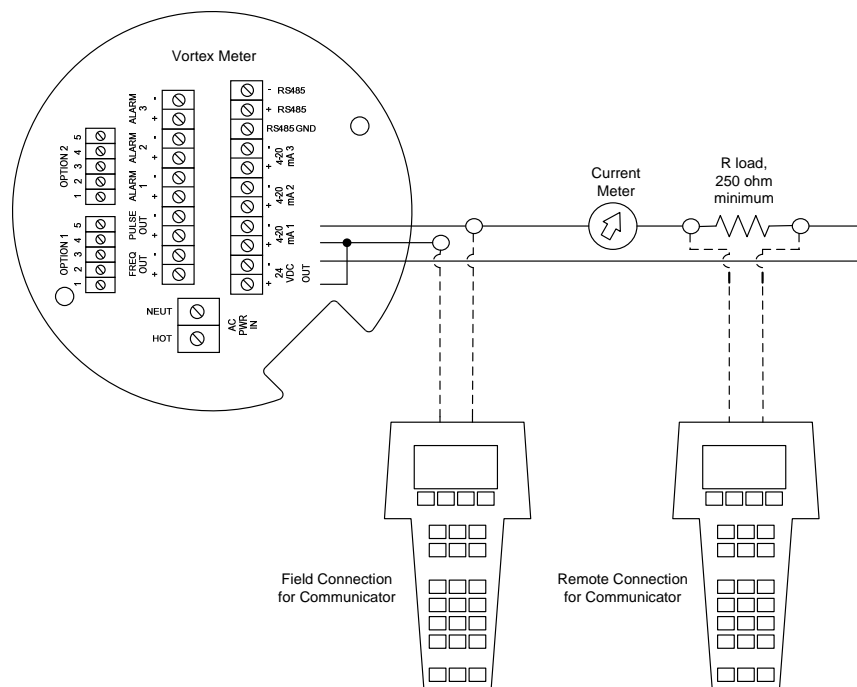 Vortex Meter
- RS485
+ RS485
RS485 GND
- +
4-20
mA 3
- +
4-20
mA 2
- +
4-20
mA 1
- +
24
VDC
OUT
- +
ALARM
3
- +
ALARM
2
- +
ALARM
1
- +
PULSE
OUT
- +
FREQ
OUT
OPTION 2
5
4
3
2
1
OPTION 1
5
4
3
2
1
NEUT
HOT
AC
PWR
IN
Current
Meter
R load,
250 ohm
minimum
Field Connection
for Communicator
Remote Connection
for Communicator